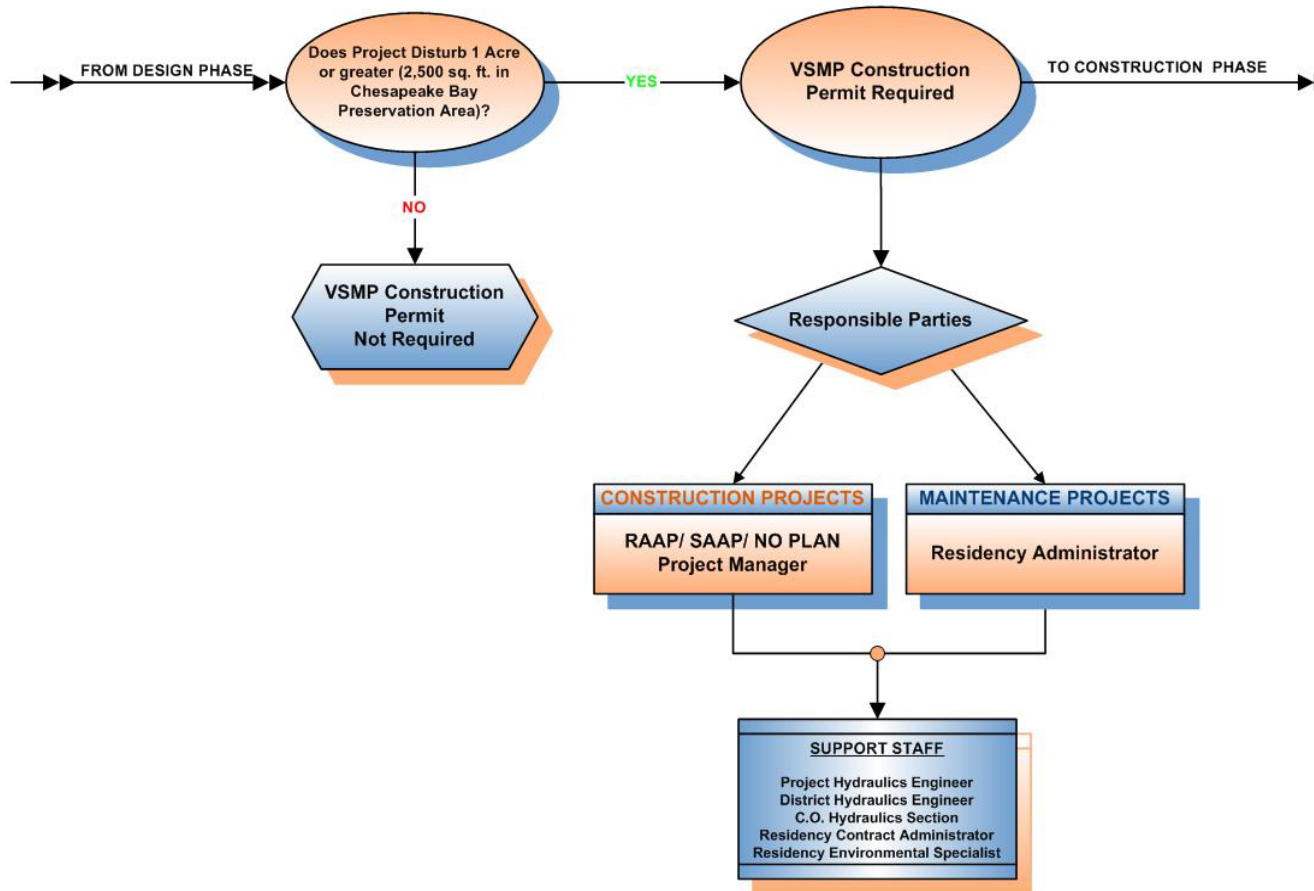 FROM DESIGN PHASE
Does Project Disturb 1 Acre
or greater (2,500 sq. ft. in
Chesapeake Bay
Preservation Area)?
YES
VSMP Construction
Permit Required
TO CONSTRUCTION PHASE
NO
VSMP Construction
Permit
Not Required
Responsible Parties
CONSTRUCTION PROJECTS
RAAP/ SAAP/ NO PLAN
Project Manager
MAINTENANCE PROJECTS
Residency Administrator
SUPPORT STAFF
Project Hydraulics Engineer
District Hydraulics Engineer
C.O. Hydraulics Section
Residency Contract Administrator
Residency Environmental Specialist